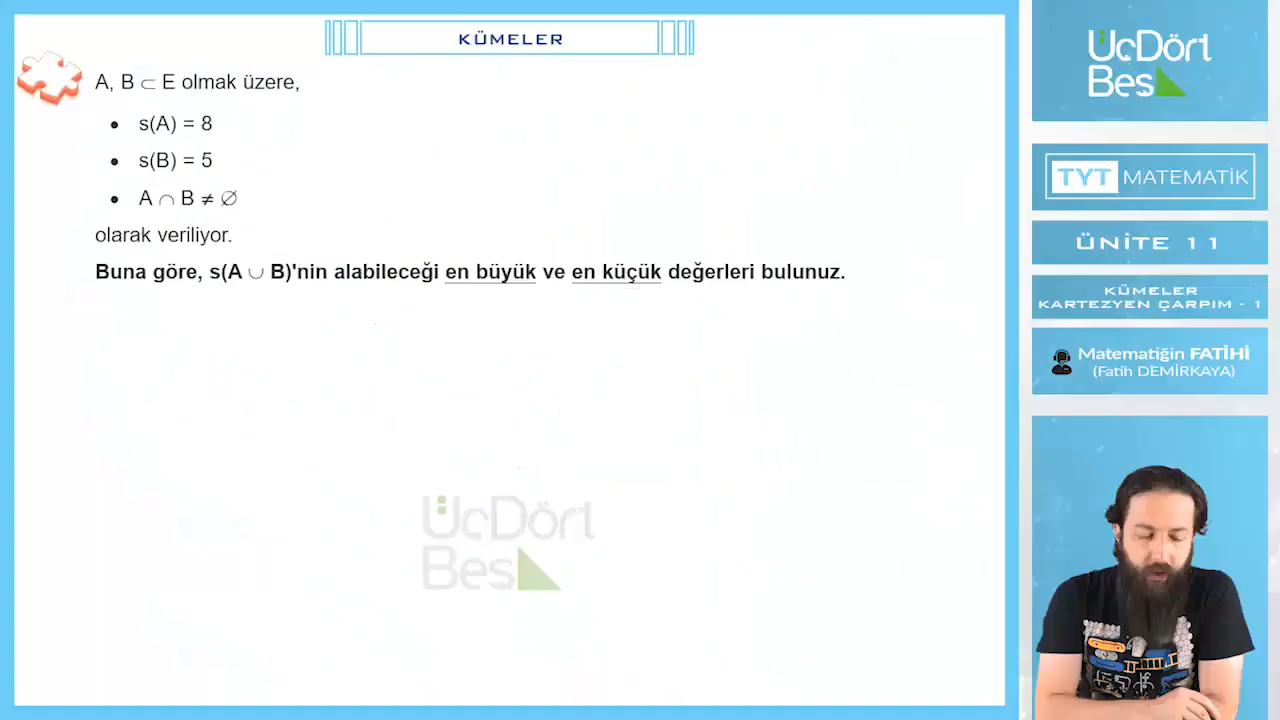 KÜMELER
A, B ⊂ E olmak üzere,
• s(A) = 8
• s(B) = 5
• A ∩ B ≠ ∅
olarak veriliyor.
Buna göre, s(A ∪ B)'nin alabileceği en büyük ve en küçük değerleri bulunuz.
ÜçDört
Beş
ÜçDört
Beş
TYT MATEMATİK
ÜNİTE 11
KÜMELER
KARTEZYEN ÇARPIM - 1
Matematiğin FATİHİ
(Fatih DEMİRKAYA)